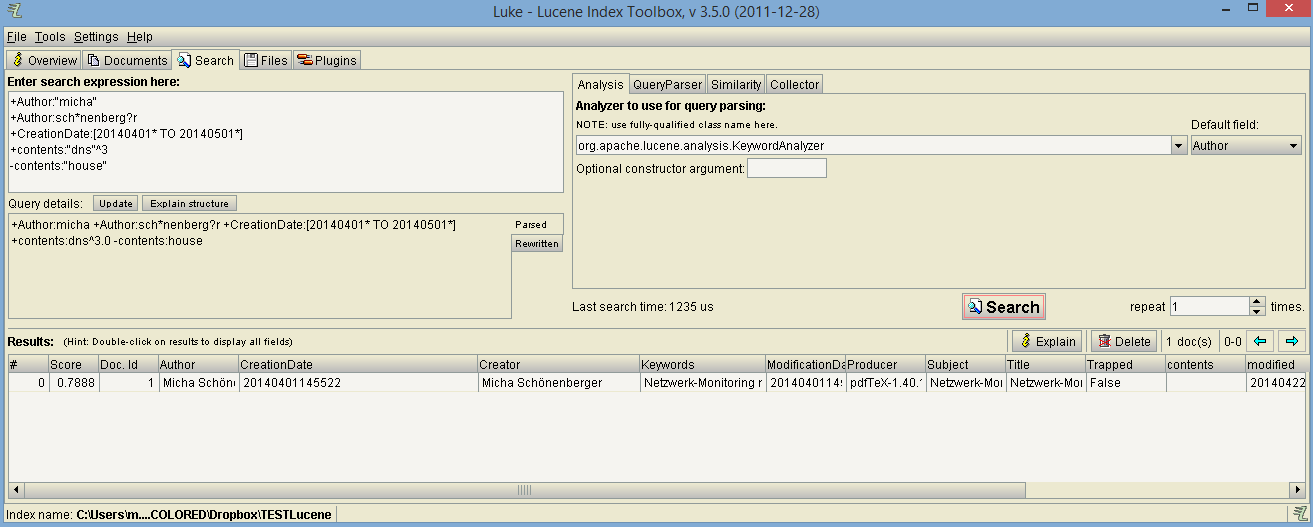 Luke - Lucene Index Toolbox, v 3.5.0 (2011-12-28)
File Tools Settings Help
Overview Documents Search Files Plugins
Enter search expression here:
+Author:"micha"
+Author:sch*nenberg?r
+CreationDate:[20140401* TO 20140501*]
+contents:"dns"^3
-contents:"house"
Query details: Update Explain structure
+Author:micha +Author:sch*nenberg?r +CreationDate:[20140401* TO 20140501*]
+contents:dns^3.0 -contents:house
Parsed
Rewritten
Analysis QueryParser Similarity Collector
Analyzer to use for query parsing:
NOTE: use fully-qualified class name here.
Default field:
org.apache.lucene.analysis.KeywordAnalyzer
Author
Optional constructor argument:
Last search time: 1235 us
Search
repeat 1 times.
Results: (Hint: Double-click on results to display all fields)
Explain Delete 1 doc(s) 0-0
# Score Doc. Id Author CreationDate Creator Keywords ModificationDa Producer Subject Title Trapped contents modified
0 0.7888 1 Micha Schön 20140401145522 Micha Schönenberger Netzwerk-Monitoring r 2014040114 pdfTeX-1.40. Netzwerk-Mo Netzwerk-Mo False 20140422
Index name: C:\Users\m....COLORED\Dropbox\TESTLucene